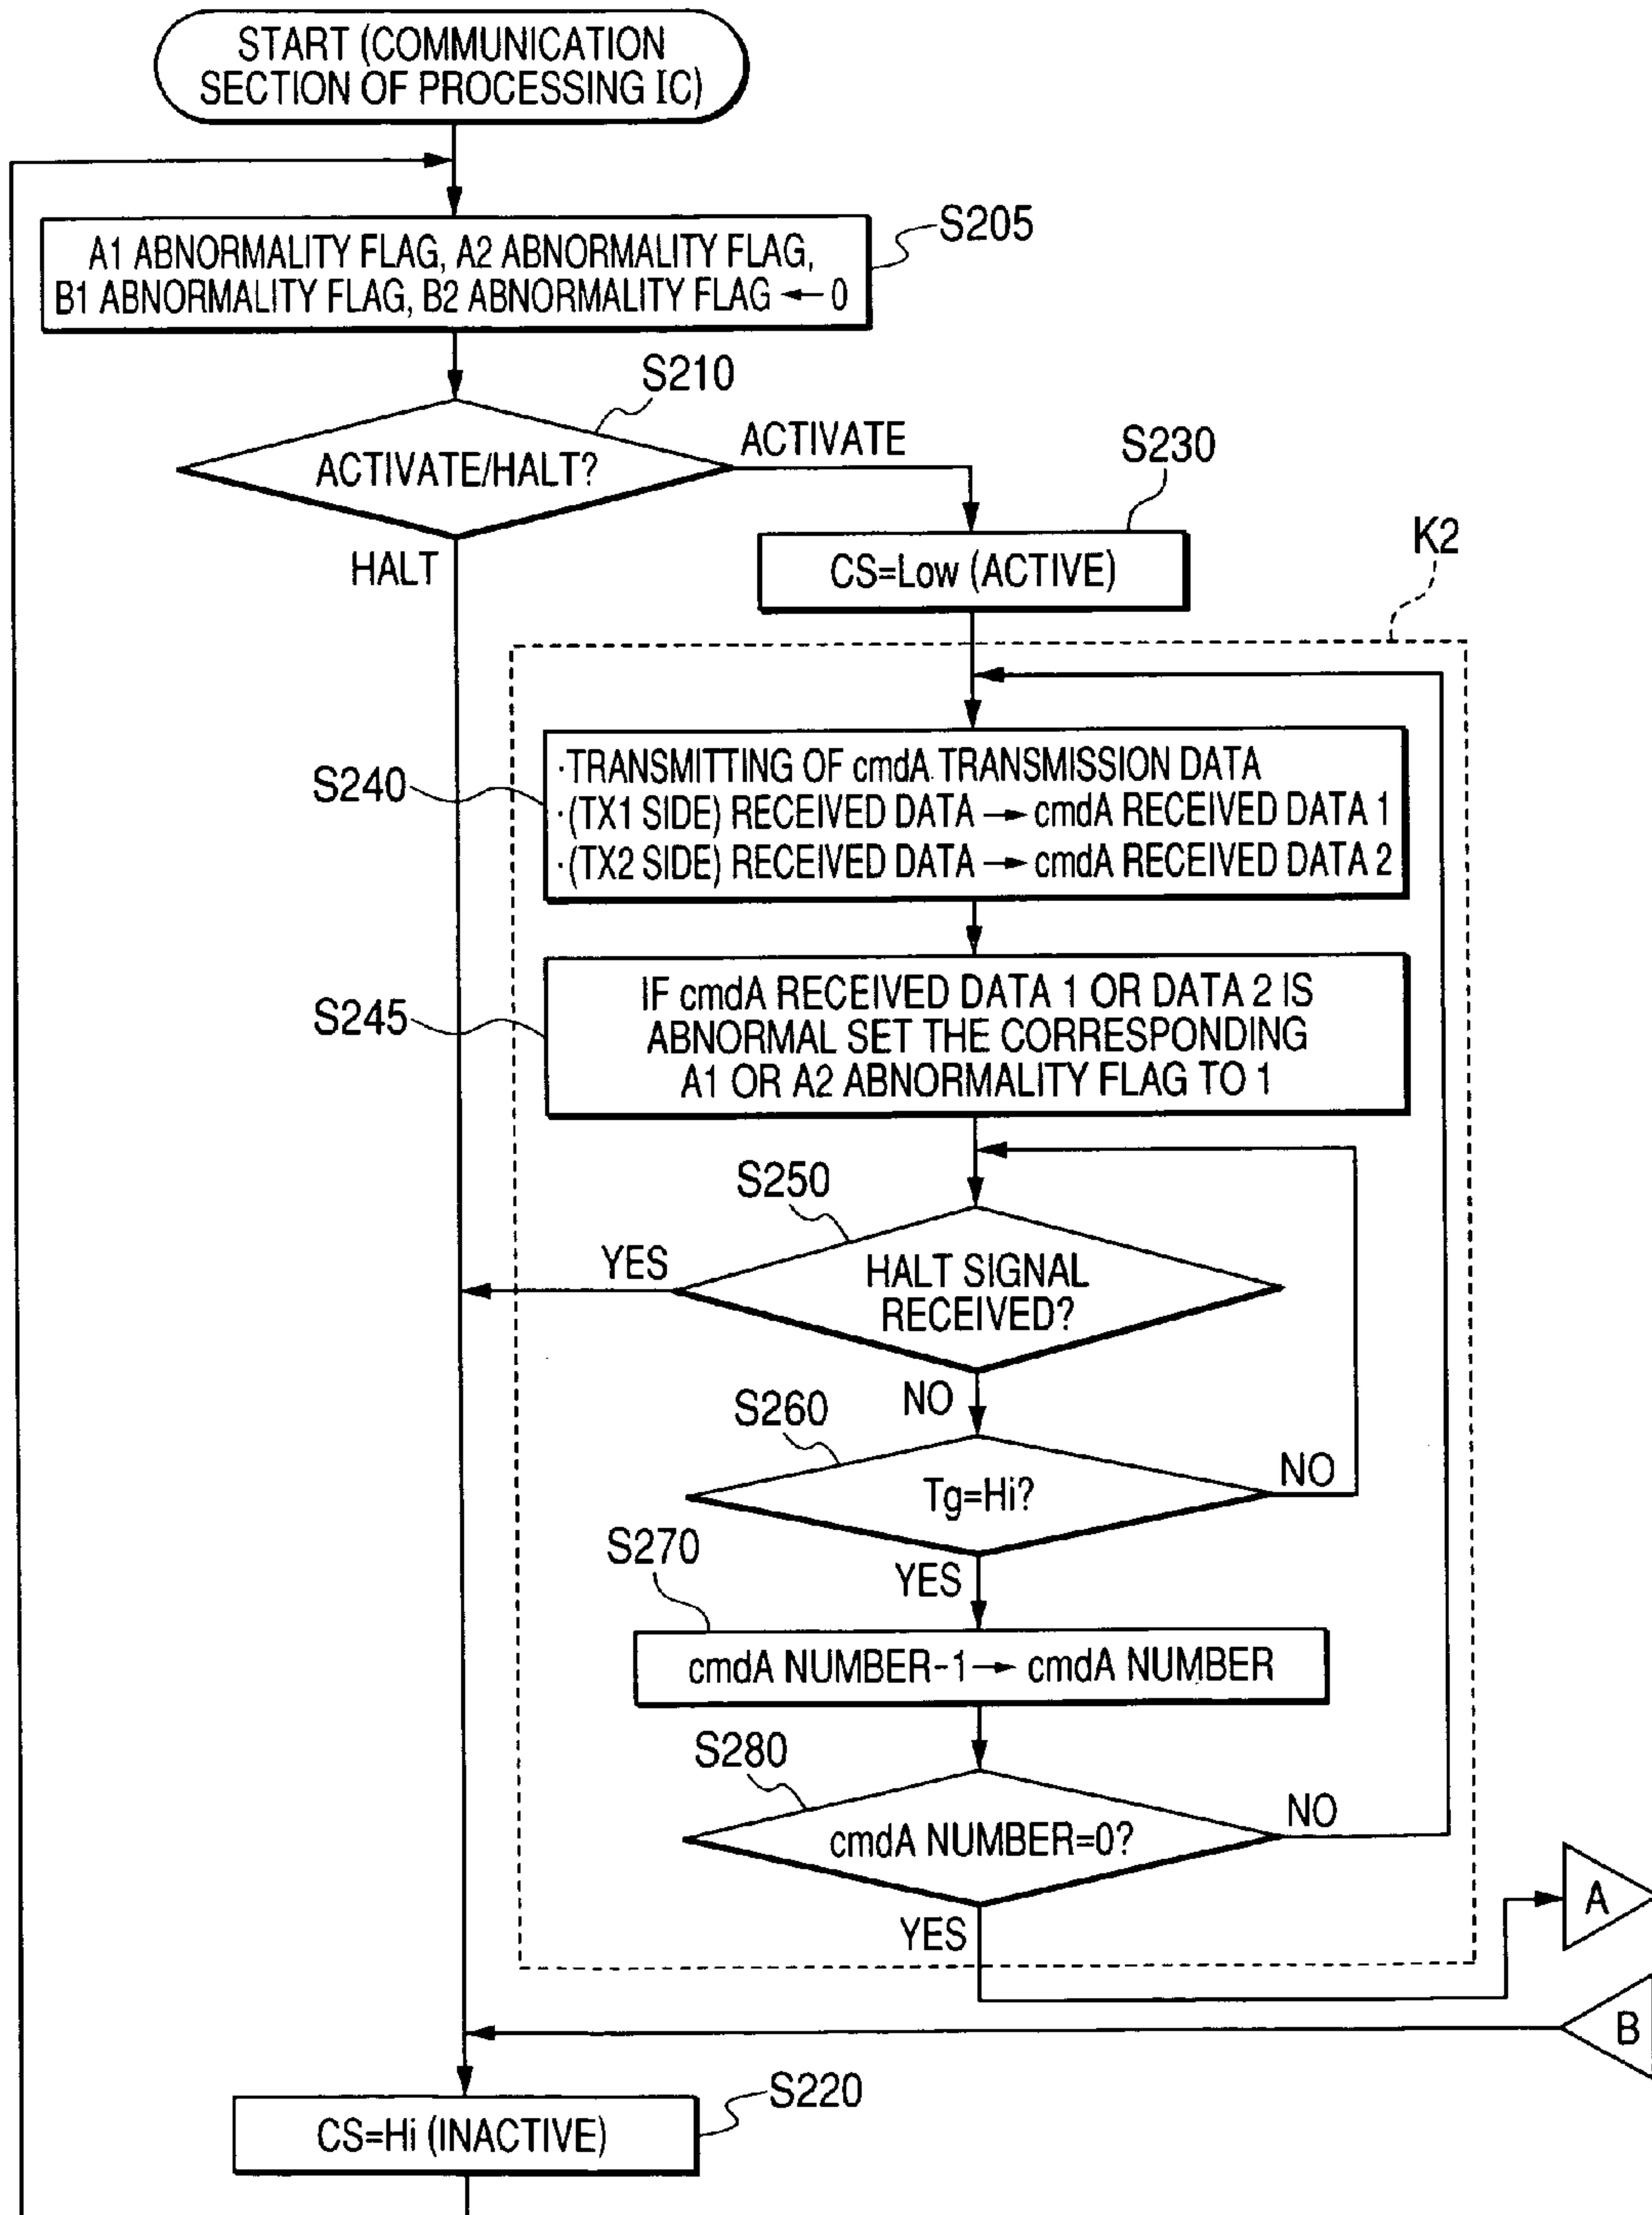 START (COMMUNICATION
SECTION OF PROCESSING IC)
A1 ABNORMALITY FLAG, A2 ABNORMALITY FLAG,
B1 ABNORMALITY FLAG, B2 ABNORMALITY FLAG ← 0
S205
S210
ACTIVATE/HALT?
ACTIVATE
HALT
S230
CS=Low (ACTIVE)
K2
S240
·TRANSMITTING OF cmdA TRANSMISSION DATA
·(TX1 SIDE) RECEIVED DATA → cmdA RECEIVED DATA 1
·(TX2 SIDE) RECEIVED DATA → cmdA RECEIVED DATA 2
S245
IF cmdA RECEIVED DATA 1 OR DATA 2 IS
ABNORMAL SET THE CORRESPONDING
A1 OR A2 ABNORMALITY FLAG TO 1
S250
YES
HALT SIGNAL
RECEIVED?
NO
S260
Tg=Hi?
NO
YES
S270
cmdA NUMBER-1 → cmdA NUMBER
S280
cmdA NUMBER=0?
NO
YES
A
B
S220
CS=Hi (INACTIVE)